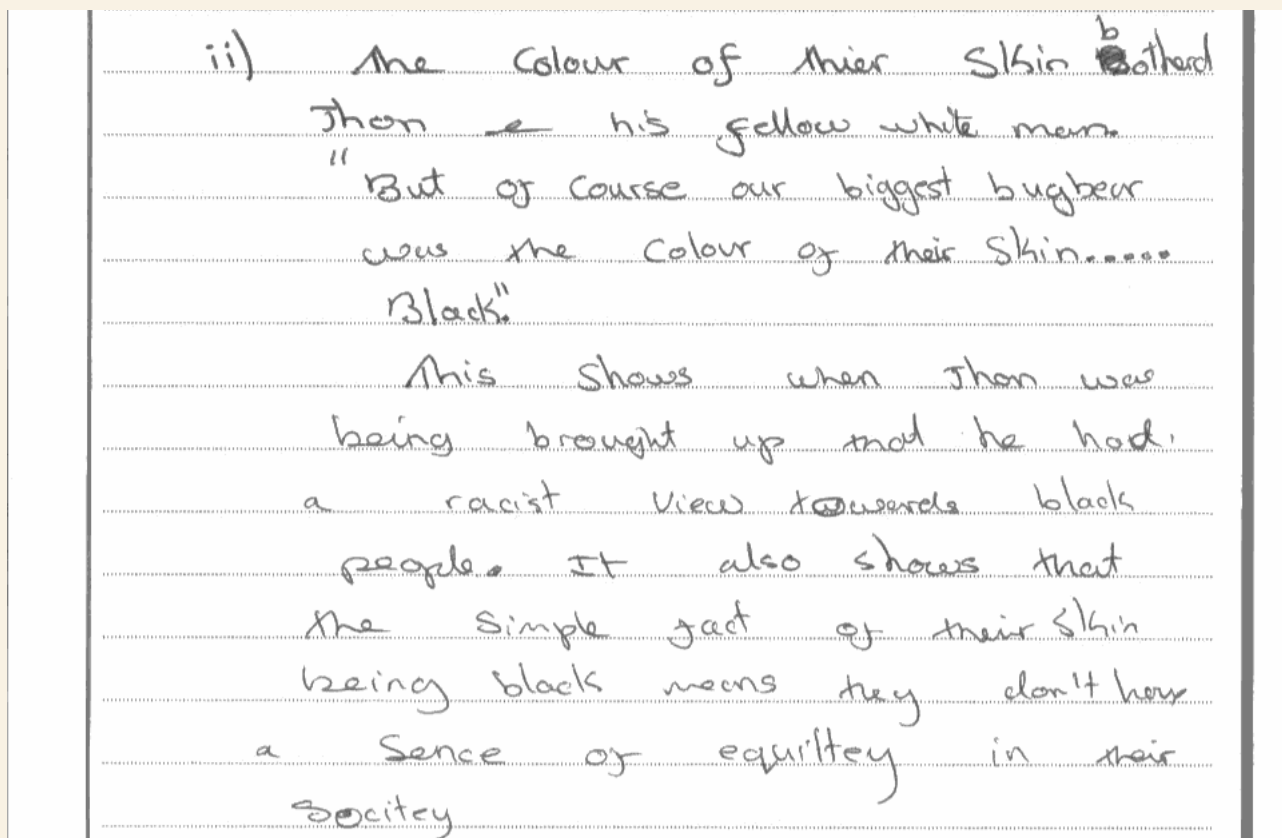 ii) The Colour of thier Skin botherd
Jhon & his fellow white men.
"But of Course our biggest bugbear
was the Colour of their Skin.....
Black".
This Shows when Jhon was
being brought up that he had
a racist view towards black
people. It also shows that
the Simple fact of their Skin
being black means they don't have
a Sence of equiltey in their
Socitey